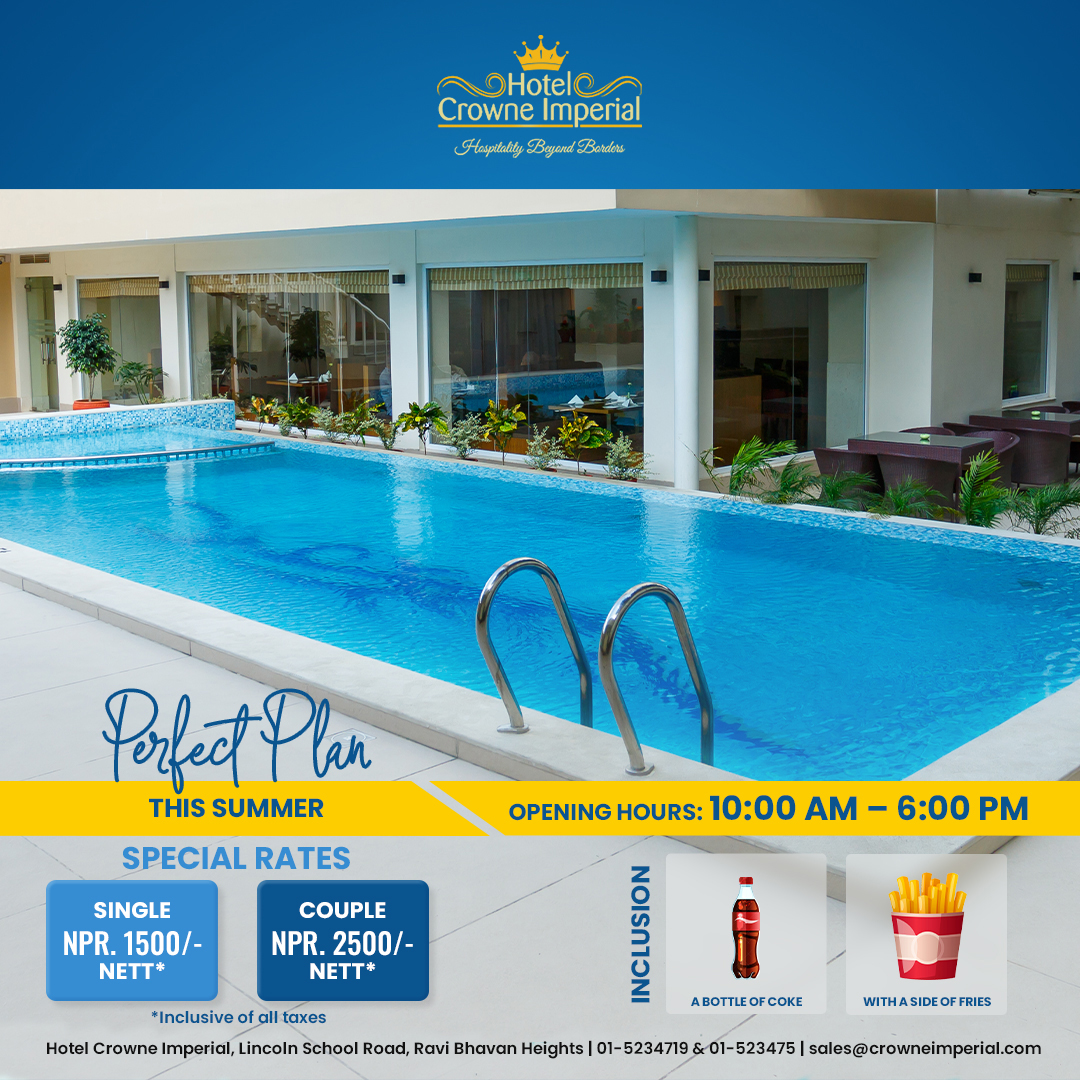 Hotel
Crowne Imperial
Hospitality Beyond Borders
Perfect Plan
THIS SUMMER
OPENING HOURS: 10:00 AM – 6:00 PM
SPECIAL RATES
SINGLE
NPR. 1500/-
NETT*
COUPLE
NPR. 2500/-
NETT*
*Inclusive of all taxes
INCLUSION
A BOTTLE OF COKE
WITH A SIDE OF FRIES
Hotel Crowne Imperial, Lincoln School Road, Ravi Bhavan Heights | 01-5234719 & 01-523475 | sales@crowneimperial.com